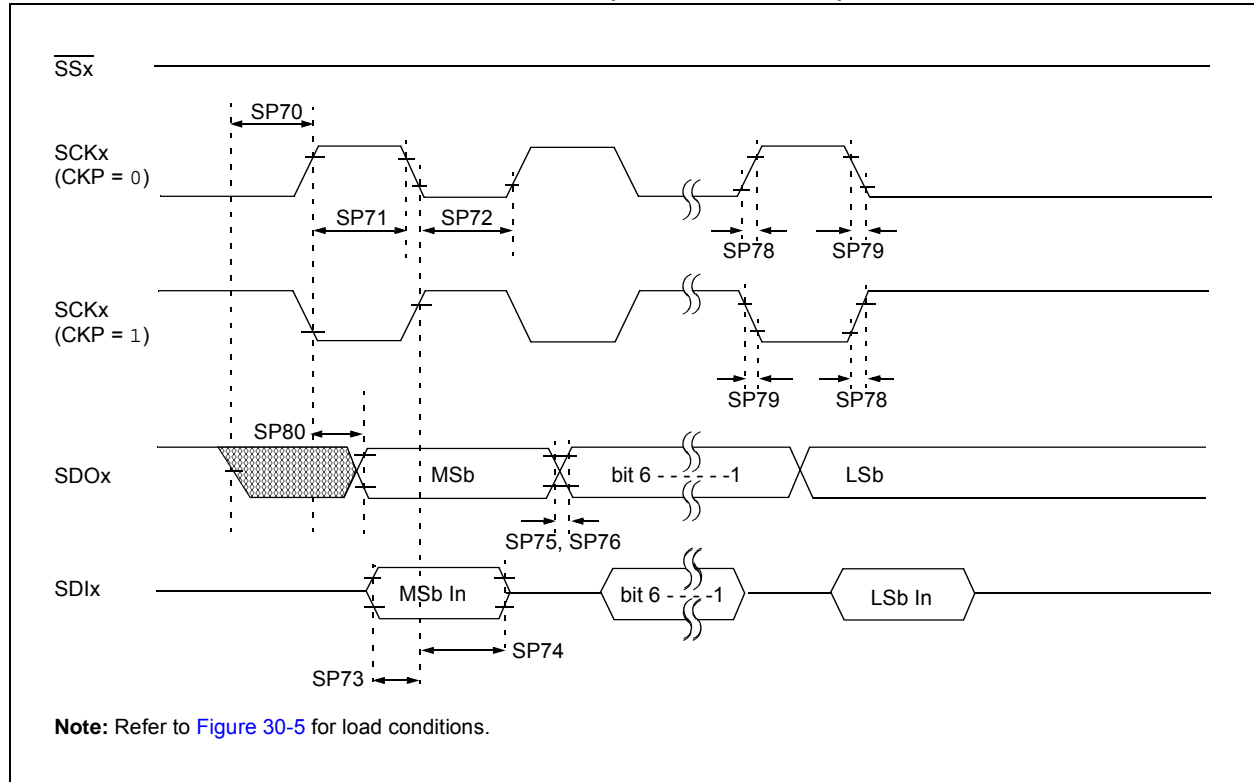 SSx
SP70
SCKx
(CKP = 0)
SP71
SP72
SP78
SP79
SCKx
(CKP = 1)
SP79
SP78
SP80
SDOx
MSb
bit 6 - - - - - -1
LSb
SP75, SP76
SDIx
MSb In
bit 6 - - - -1
LSb In
SP74
SP73
Note: Refer to Figure 30-5 for load conditions.